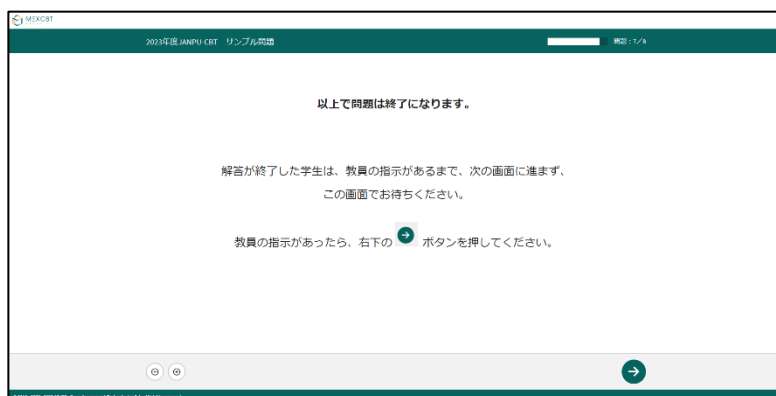 MEXCBT
2023年度JANPU-CBT サンプル問題
問題：7/8
以上で問題は終了になります。
解答が終了した学生は、教員の指示があるまで、次の画面に進まず、
この画面でお待ちください。
教員の指示があったら、右下の ボタンを押してください。